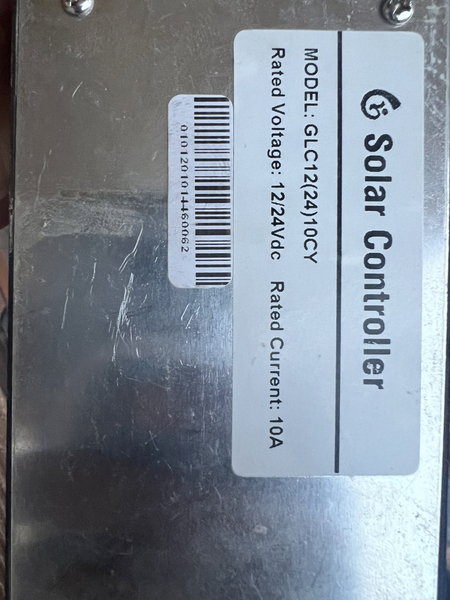 Solar Controller
MODEL: GLC12(24)10CY
Rated Voltage: 12/24Vdc Rated Current: 10A
0101201014460062